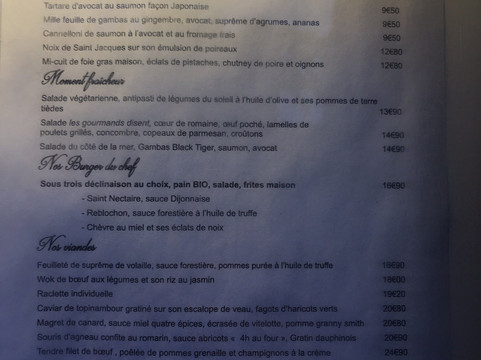 Tartare d'avocat au saumon façon Japonaise 9€50
Mille feuille de gambas au gingembre, avocat, suprême d'agrumes, ananas 9€50
Cannelloni de saumon à l'avocat et au fromage frais 9€50
Noix de Saint Jacques sur son émulsion de poireaux 12€80
Mi-cuit de foie gras maison, éclats de pistaches, chutney de poire et oignons 12€80
Moment fraîcheur
Salade végétarienne, antipasti de légumes du soleil à l'huile d'olive et ses pommes de terre
tièdes 13€90
Salade les gourmands disent, cœur de romaine, œuf poché, lamelles de
poulets grillés, concombre, copeaux de parmesan, croûtons 14€90
Salade du côté de la mer, Gambas Black Tiger, saumon, avocat 14€90
Nos Burger du chef
Sous trois déclinaison au choix, pain BIO, salade, frites maison 16€90
- Saint Nectaire, sauce Dijonnaise
- Reblochon, sauce forestière à l'huile de truffe
- Chèvre au miel et ses éclats de noix
Nos viandes
Feuilleté de suprême de volaille, sauce forestière, pommes purée à l'huile de truffe 16€90
Wok de bœuf aux légumes et son riz au jasmin 18€90
Raclette individuelle 19€20
Caviar de topinambour gratiné sur son escalope de veau, fagots d'haricots verts 20€80
Magret de canard, sauce miel quatre épices, écrasée de vitelotte, pomme granny smith 20€80
Souris d'agneau confite au romarin, sauce abricots « 4h au four », Gratin dauphinois 20€90
Tendre filet de bœuf , poêlée de pommes grenaille et champignons à la crème 24€90